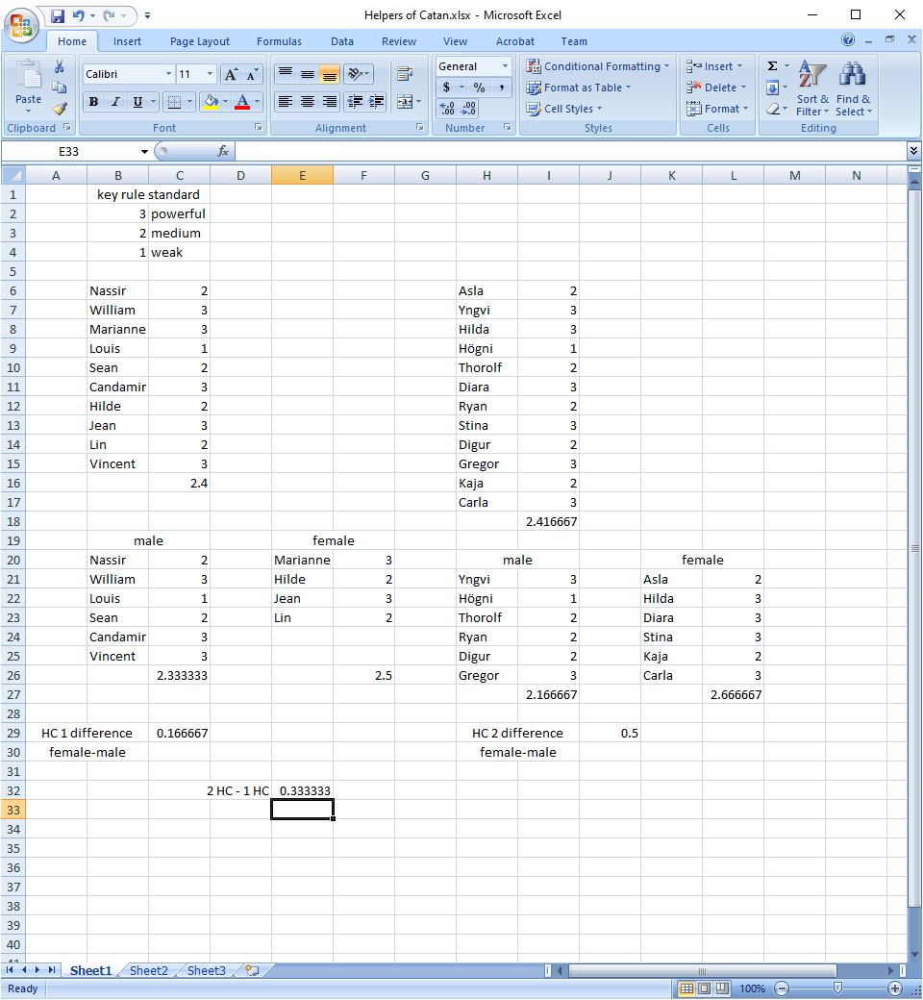 Helpers of Catan.xlsx - Microsoft Excel
Home Insert Page Layout Formulas Data Review View Acrobat Team
Calibri 11 General Conditional Formatting Insert Σ
Paste B I U A $ % , Format as Table Delete Sort & Filter Find & Select
Cell Styles Format
Clipboard Font Alignment Number Styles Cells Editing
E33 fx
A B C D E F G H I J K L M N
1 key rule standard
2 3 powerful
3 2 medium
4 1 weak
5
6 Nassir 2 Asla 2
7 William 3 Yngvi 3
8 Marianne 3 Hilda 3
9 Louis 1 Högni 1
10 Sean 2 Thorolf 2
11 Candamir 3 Diara 3
12 Hilde 2 Ryan 2
13 Jean 3 Stina 3
14 Lin 2 Digur 2
15 Vincent 3 Gregor 3
16 2.4 Kaja 2
17 Carla 3
18 2.416667
19 male female
20 Nassir 2 Marianne 3 male female
21 William 3 Hilde 2 Yngvi 3 Asla 2
22 Louis 1 Jean 3 Högni 1 Hilda 3
23 Sean 2 Lin 2 Thorolf 2 Diara 3
24 Candamir 3 Ryan 2 Stina 3
25 Vincent 3 Digur 2 Kaja 2
26 2.333333 2.5 Gregor 3 Carla 3
27 2.166667 2.666667
28
29 HC 1 difference 0.166667 HC 2 difference 0.5
30 female-male female-male
31
32 2 HC - 1 HC 0.333333
33
34
35
36
37
38
39
40
41
Sheet1 Sheet2 Sheet3
Ready 100%